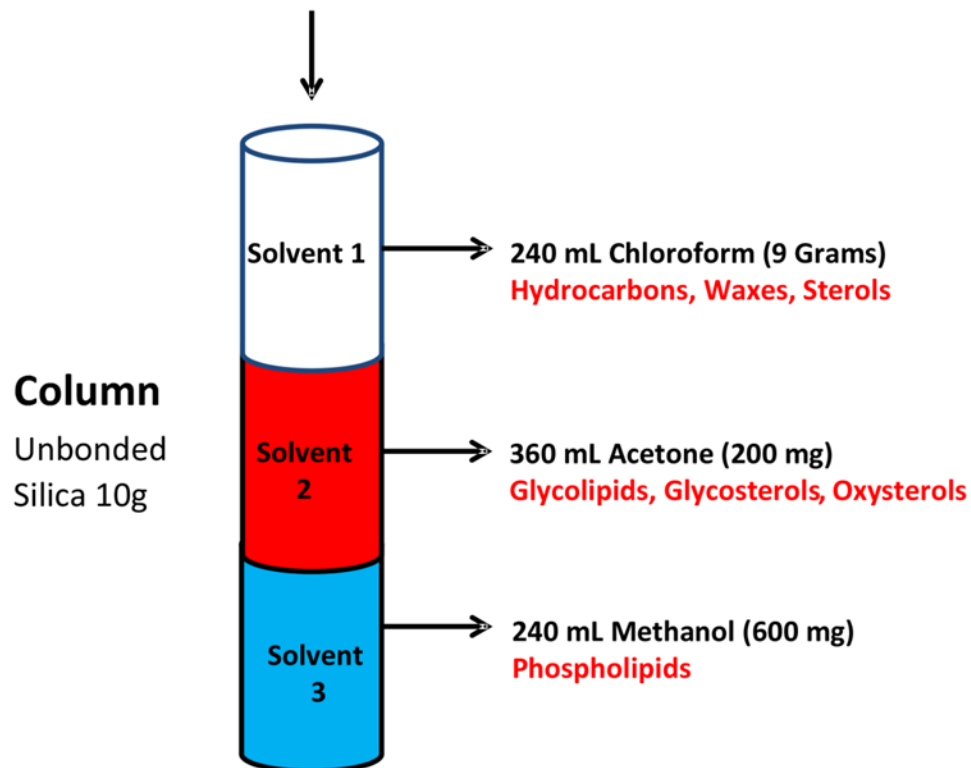 Solvent 1
240 mL Chloroform (9 Grams)
Hydrocarbons, Waxes, Sterols
Column
Unbonded
Silica 10g
Solvent
2
360 mL Acetone (200 mg)
Glycolipids, Glycosterols, Oxysterols
Solvent
3
240 mL Methanol (600 mg)
Phospholipids